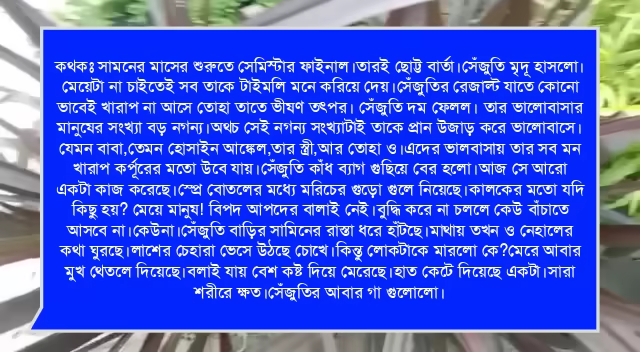 কথকঃ সামনের মাসের শুরুতে সেমিস্টার ফাইনাল।তারই ছোট্ট বার্তা।সেঁজুতি মৃদূ হাসলো।
মেয়েটা না চাইতেই সব তাকে টাইমলি মনে করিয়ে দেয়।সেঁজুতির রেজাল্ট যাতে কোনো
ভাবেই খারাপ না আসে তোহা তাতে ভীষণ তৎপর। সেঁজুতি দম ফেলল। তার ভালোবাসার
মানুষের সংখ্যা বড় নগন্য।অথচ সেই নগন্য সংখ্যাটাই তাকে প্রান উজাড় করে ভালোবাসে।
যেমন বাবা,তেমন হোসাইন আঙ্কেল,তার স্ত্রী,আর তোহা ও।এদের ভালবাসায় তার সব মন
খারাপ কর্পূরের মতো উবে যায়।সেঁজুতি কাঁধ ব্যাগ গুছিয়ে বের হলো।আজ সে আরো
একটা কাজ করেছে।স্প্রে বোতলের মধ্যে মরিচের গুড়ো গুলে নিয়েছে।কালকের মতো যদি
কিছু হয়? মেয়ে মানুষ! বিপদ আপদের বালাই নেই।বুদ্ধি করে না চললে কেউ বাঁচাতে
আসবে না।কেউনা।সেঁজুতি বাড়ির সামিনের রাস্তা ধরে হাঁটছে।মাথায় তখন ও নেহালের
কথা ঘুরছে।লাশের চেহারা ভেসে উঠছে চোখে।কিন্তু লোকটাকে মারলো কে?মেরে আবার
মুখ থেতলে দিয়েছে।বলাই যায় বেশ কষ্ট দিয়ে মেরেছে।হাত কেটে দিয়েছে একটা।সারা
শরীরে ক্ষত।সেঁজুতির আবার গা গুলোলো।